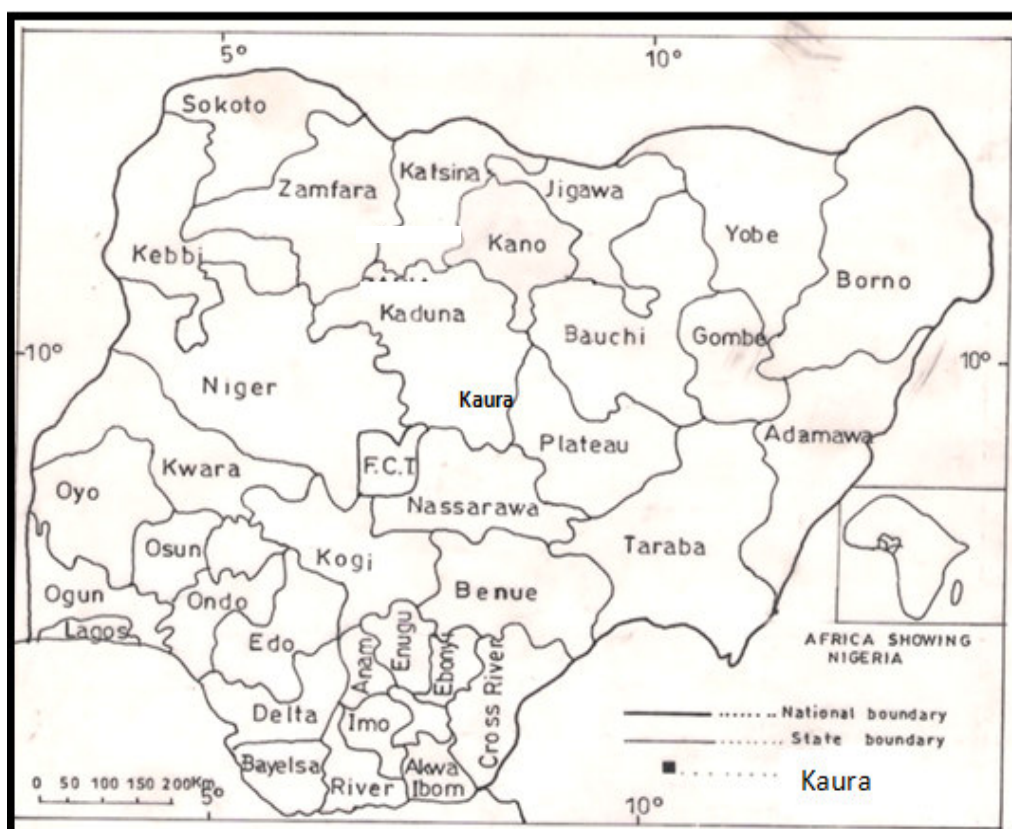 5°
10°
Sokoto
Zamfara
Katsina
Jigawa
Kano
Yobe
Kebbi
Borno
Kaduna
Bauchi
Gombe
10°
10°
Niger
Kaura
Plateau
Adamawa
Kwara
F.C.T.
Oyo
Nassarawa
Osun
Kogi
Taraba
Ogun
Ondo
Benue
Lagos
Edo
Anam
Enugu
Ebony
Cross River
AFRICA SHOWING
NIGERIA
Delta
Imo
National boundary
State boundary
Bayelsa
River
Akwa
Ibom
Kaura
0 50 100 150 200Km
5°
10°